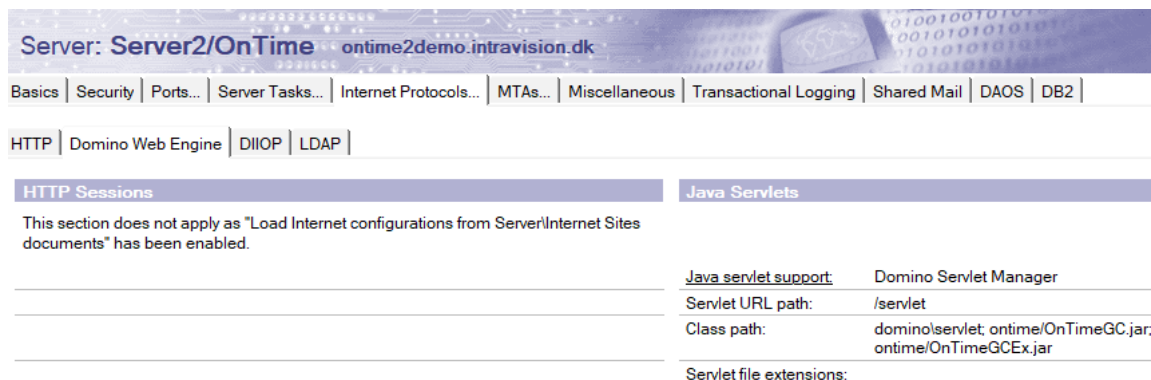 Server: Server2/OnTime ontime2demo.intravision.dk
Basics Security Ports... Server Tasks... Internet Protocols... MTAs... Miscellaneous Transactional Logging Shared Mail DAOS DB2
HTTP Domino Web Engine DIIOP LDAP
HTTP Sessions
This section does not apply as "Load Internet configurations from Server\Internet Sites
documents" has been enabled.
Java Servlets
Java servlet support: Domino Servlet Manager
Servlet URL path: /servlet
Class path: domino\servlet; ontime/OnTimeGC.jar;
ontime/OnTimeGCEx.jar
Servlet file extensions: